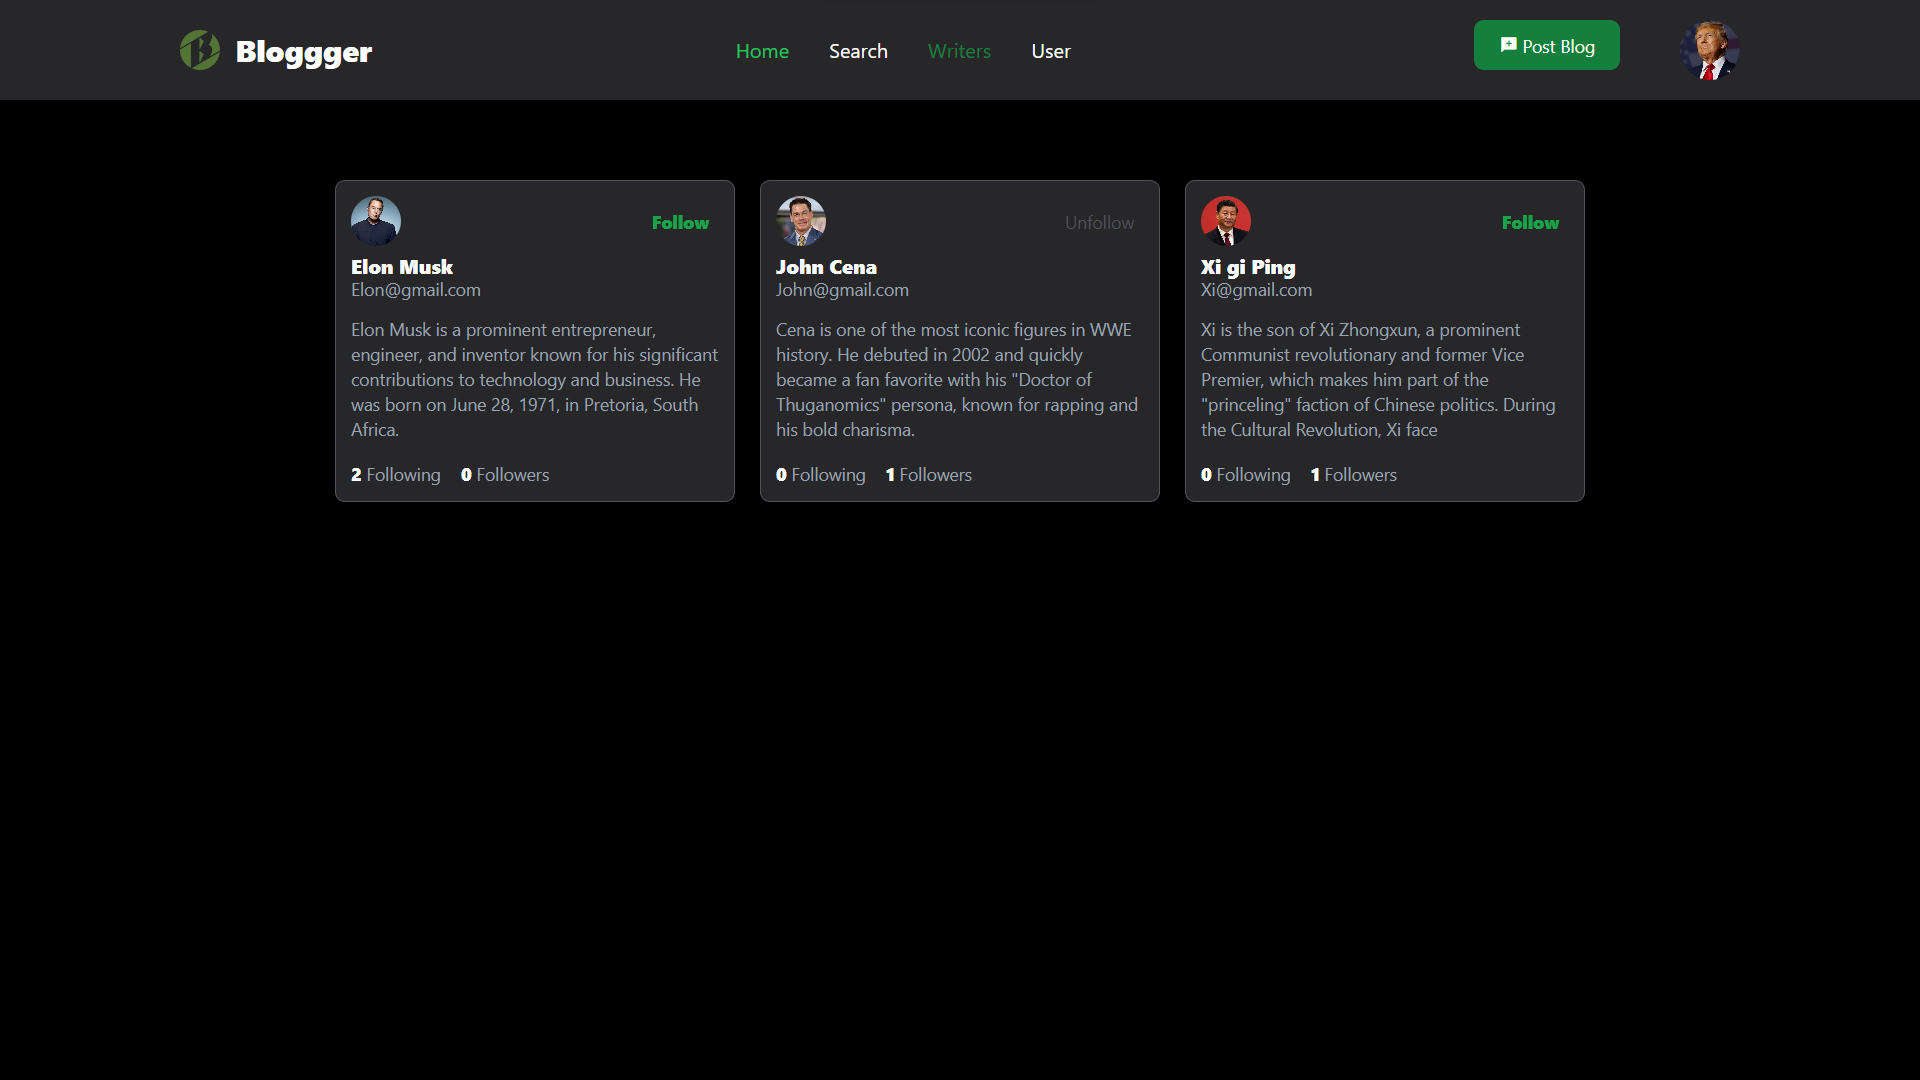 Bloggger
Home Search Writers User
Post Blog
Follow
Elon Musk
Elon@gmail.com
Elon Musk is a prominent entrepreneur,
engineer, and inventor known for his significant
contributions to technology and business. He
was born on June 28, 1971, in Pretoria, South
Africa.
2 Following 0 Followers
Unfollow
John Cena
John@gmail.com
Cena is one of the most iconic figures in WWE
history. He debuted in 2002 and quickly
became a fan favorite with his "Doctor of
Thuganomics" persona, known for rapping and
his bold charisma.
0 Following 1 Followers
Follow
Xi gi Ping
Xi@gmail.com
Xi is the son of Xi Zhongxun, a prominent
Communist revolutionary and former Vice
Premier, which makes him part of the
"princeling" faction of Chinese politics. During
the Cultural Revolution, Xi face
0 Following 1 Followers